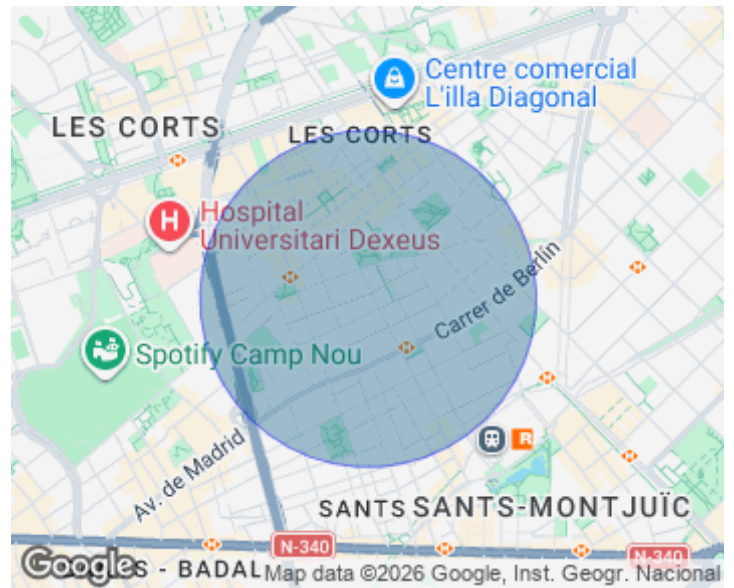 Centre comercial
L'illa Diagonal
LES CORTS
LES CORTS
H
Hospital
Universitari Dexeus
Carrer de Berlín
Spotify Camp Nou
Av. de Madrid
R
SANTS
SANTS-MONTJUÏC
N-340
N-340
Google
S - BADAL
Map data ©2026 Google, Inst. Geogr. Nacional